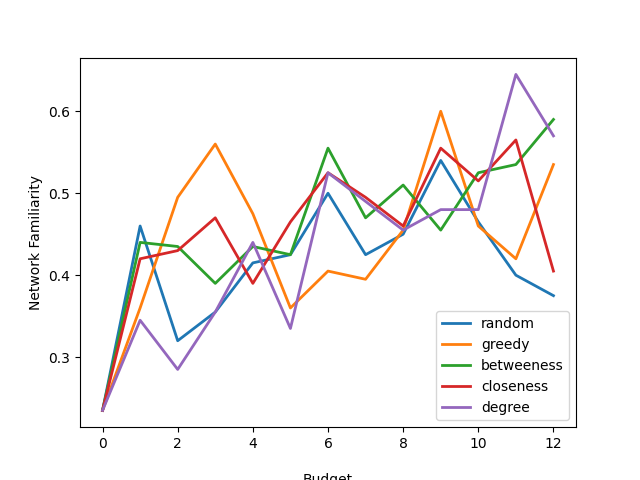 0.6
0.5
0.4
0.3
Network Familiarity
random
greedy
betweeness
closeness
degree
0 2 4 6 8 10 12
Budget